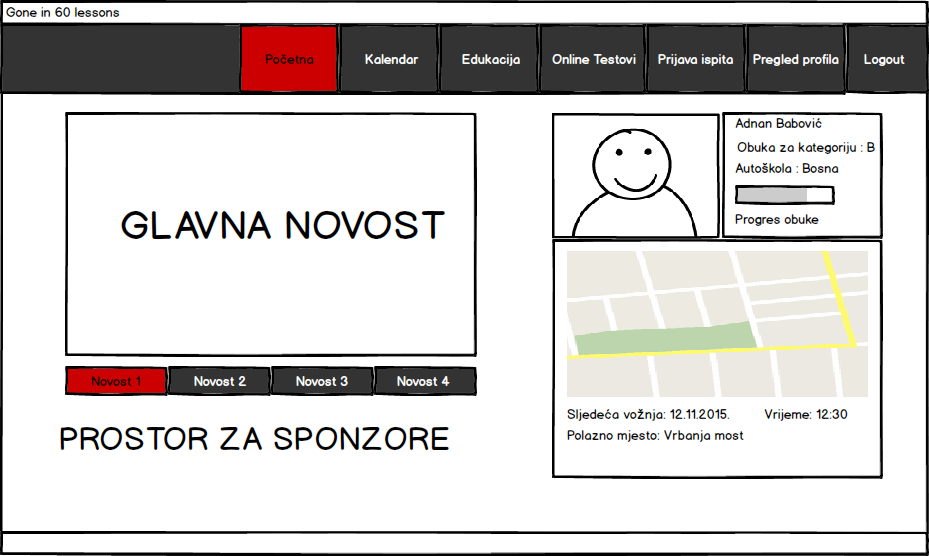 Gone in 60 lessons
Početna
Kalendar
Edukacija
Online Testovi
Prijava ispita
Pregled profila
Logout
GLAVNA NOVOST
Novost 1
Novost 2
Novost 3
Novost 4
PROSTOR ZA SPONZORE
Adnan Babović
Obuka za kategoriju : B
Autoškola : Bosna
Progres obuke
Sljedeća vožnja: 12.11.2015. Vrijeme: 12:30
Polazno mjesto: Vrbanja most